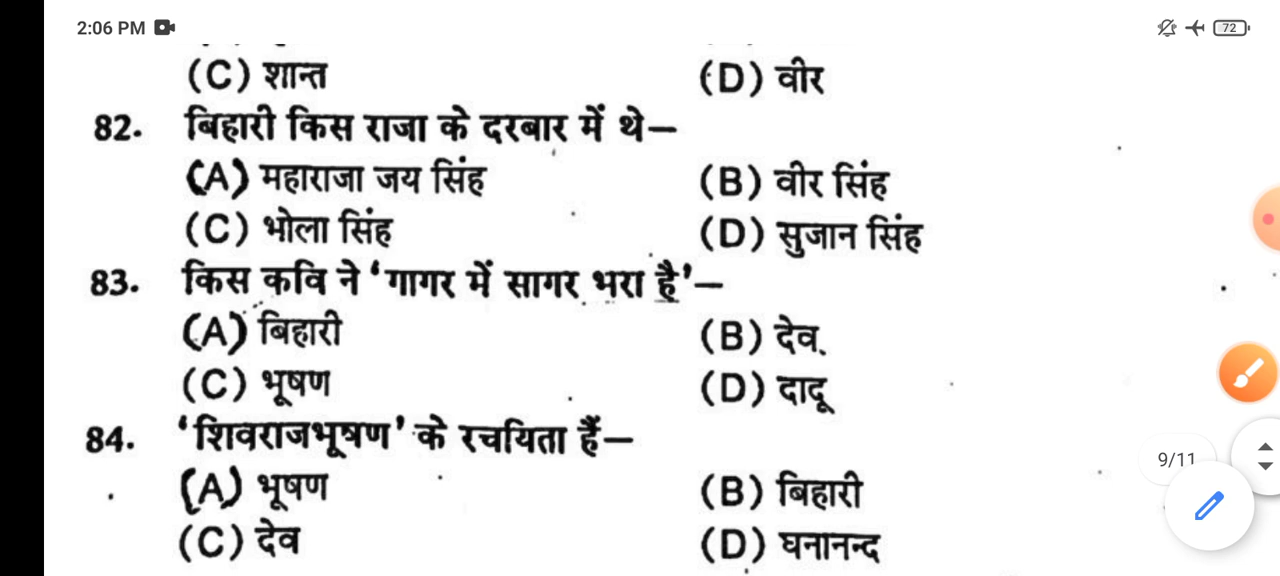 2:06 PM 72
(C) शान्त (D) वीर
82. बिहारी किस राजा के दरबार में थे—
(A) महाराजा जय सिंह (B) वीर सिंह
(C) भोला सिंह (D) सुजान सिंह
83. किस कवि ने ‘गागर में सागर भरा है’—
(A) बिहारी (B) देव
(C) भूषण (D) दादू
84. ‘शिवराजभूषण’ के रचयिता हैं—
(A) भूषण (B) बिहारी
9/11
(C) देव (D) घनानन्द